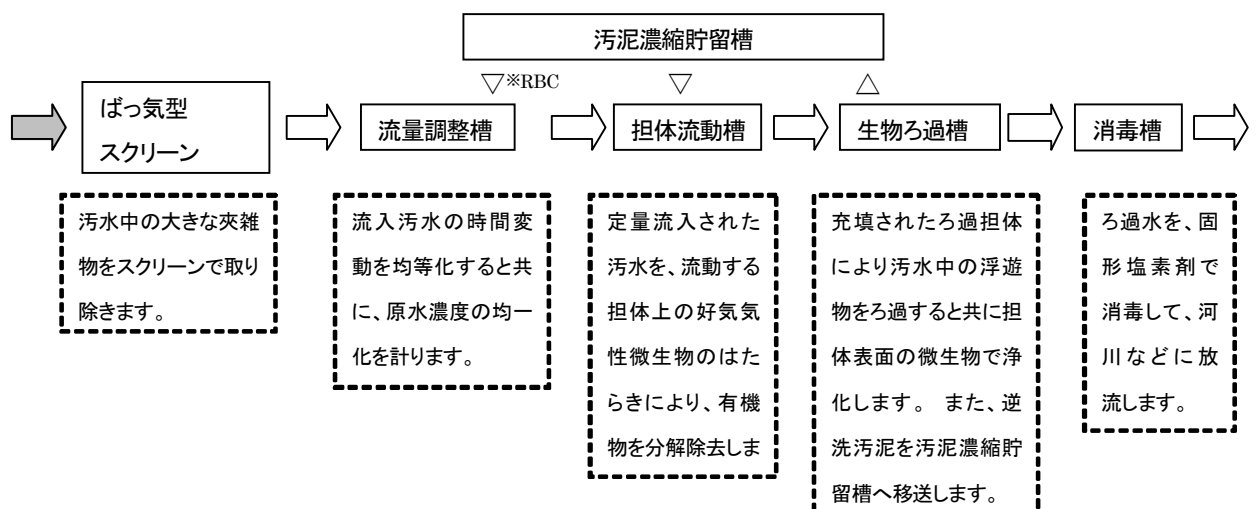 汚泥濃縮貯留槽
▽※RBC
▽
△
ばっ気型
スクリーン
流量調整槽
担体流動槽
生物ろ過槽
消毒槽
汚水中の大きな夾雑
物をスクリーンで取り
除きます。
流入汚水の時間変
動を均等化すると共
に、原水濃度の均一
化を計ります。
定量流入された
汚水を、流動する
担体上の好気気
性微生物のはた
らきにより、有機
物を分解除去しま
充填されたろ過担体
により汚水中の浮遊
物をろ過すると共に担
体表面の微生物で浄
化します。 また、逆
洗汚泥を汚泥濃縮貯
留槽へ移送します。
ろ過水を、固
形塩素剤で
消毒して、河
川などに放
流します。